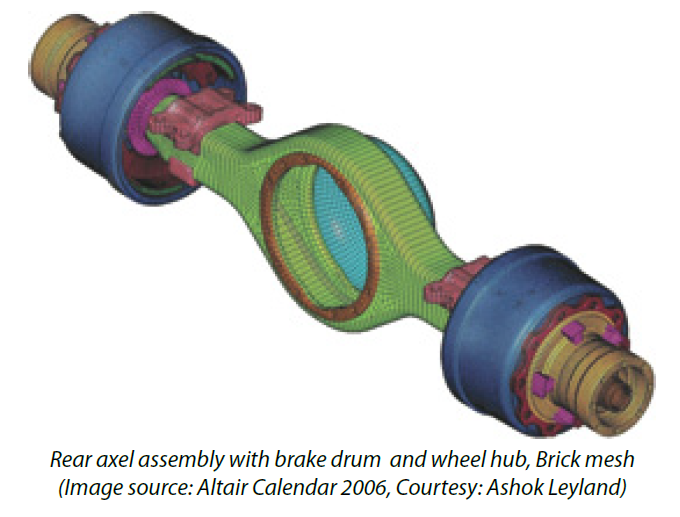 Rear axel assembly with brake drum and wheel hub, Brick mesh
(Image source: Altair Calendar 2006, Courtesy: Ashok Leyland)